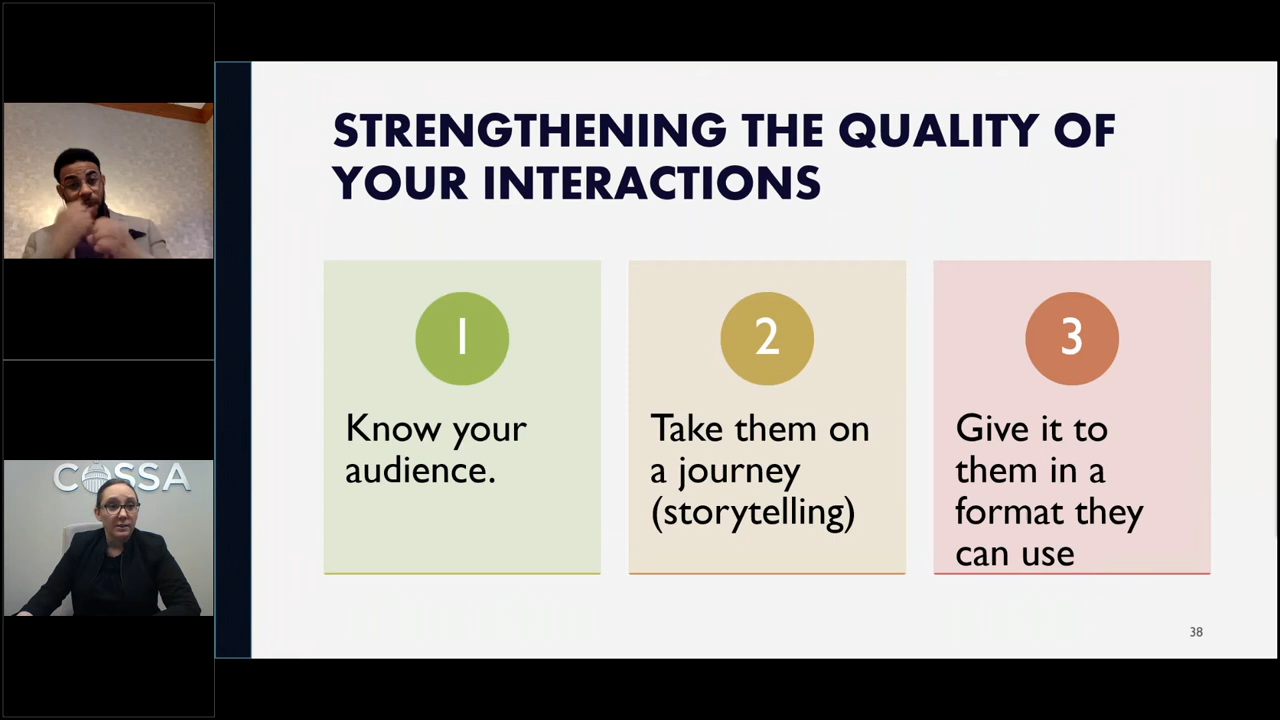 STRENGTHENING THE QUALITY OF
YOUR INTERACTIONS
1
Know your
audience.
2
Take them on
a journey
(storytelling)
3
Give it to
them in a
format they
can use
38
COSSA